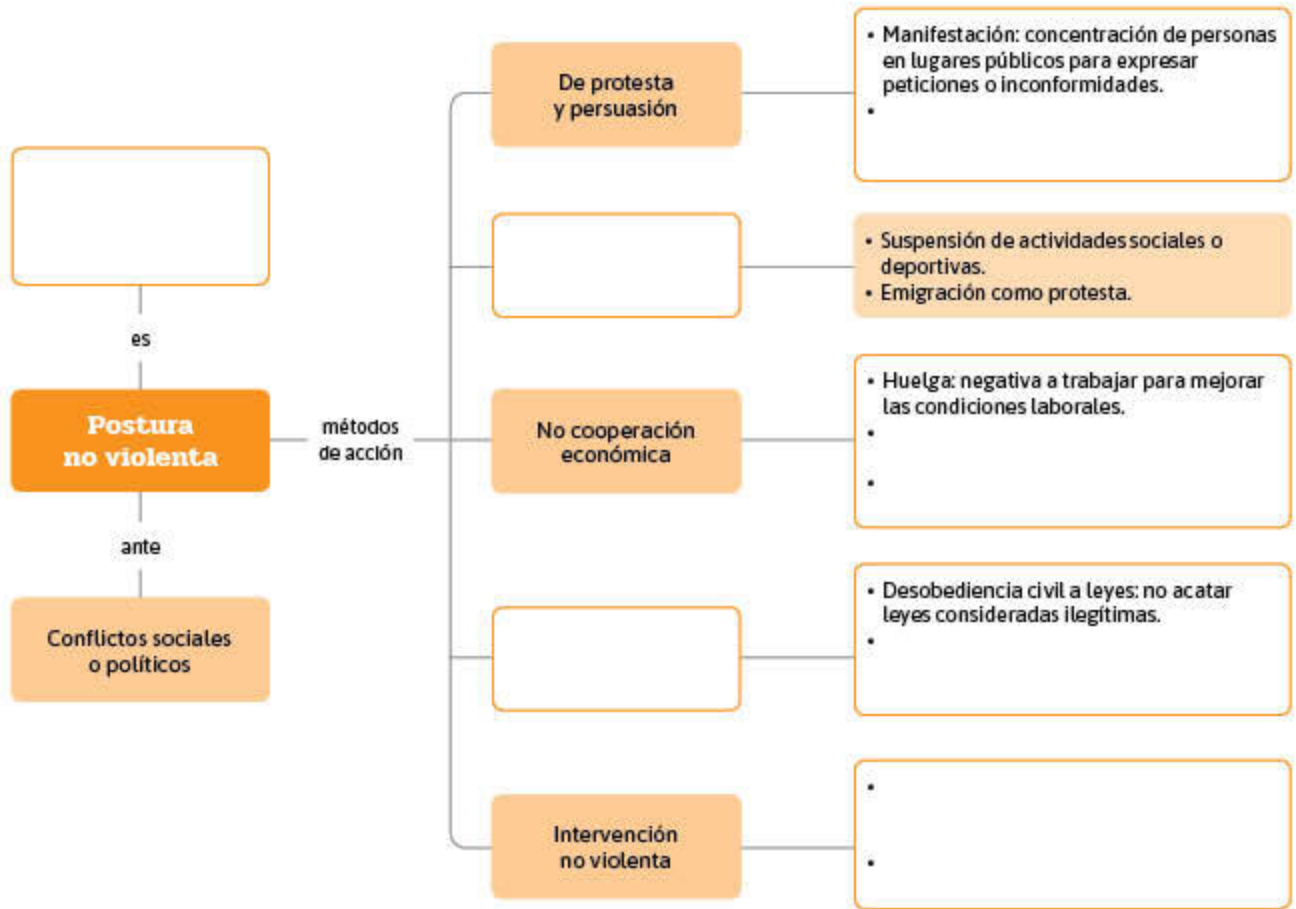 es
Postura
no violenta
ante
Conflictos sociales
o políticos
métodos
de acción
De protesta
y persuasión
• Manifestación: concentración de personas
en lugares públicos para expresar
peticiones o inconformidades.
•
• Suspensión de actividades sociales o
deportivas.
• Emigración como protesta.
No cooperación
económica
• Huelga: negativa a trabajar para mejorar
las condiciones laborales.
•
•
• Desobediencia civil a leyes: no acatar
leyes consideradas ilegítimas.
•
Intervención
no violenta
•
•